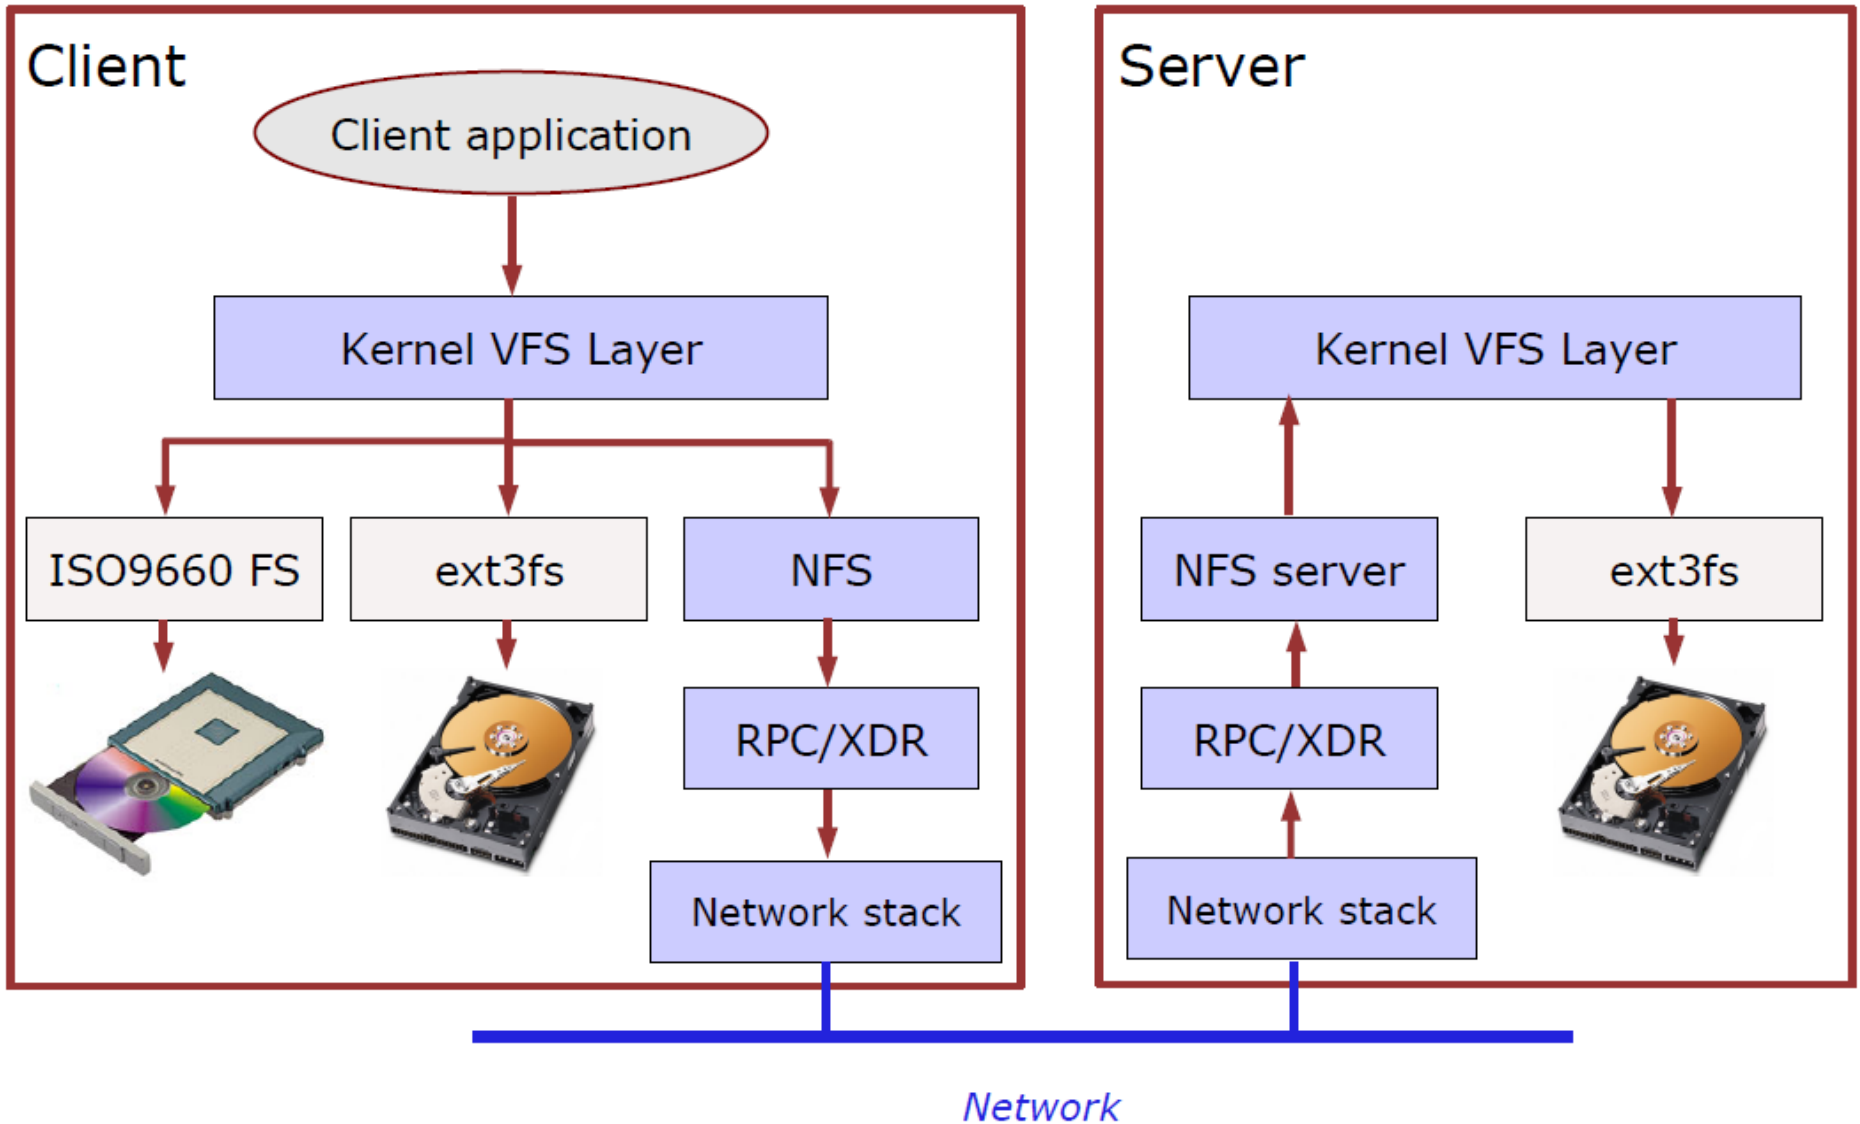 Client
Client application
Kernel VFS Layer
ISO9660 FS
ext3fs
NFS
RPC/XDR
Network stack
Server
Kernel VFS Layer
NFS server
ext3fs
RPC/XDR
Network stack
Network